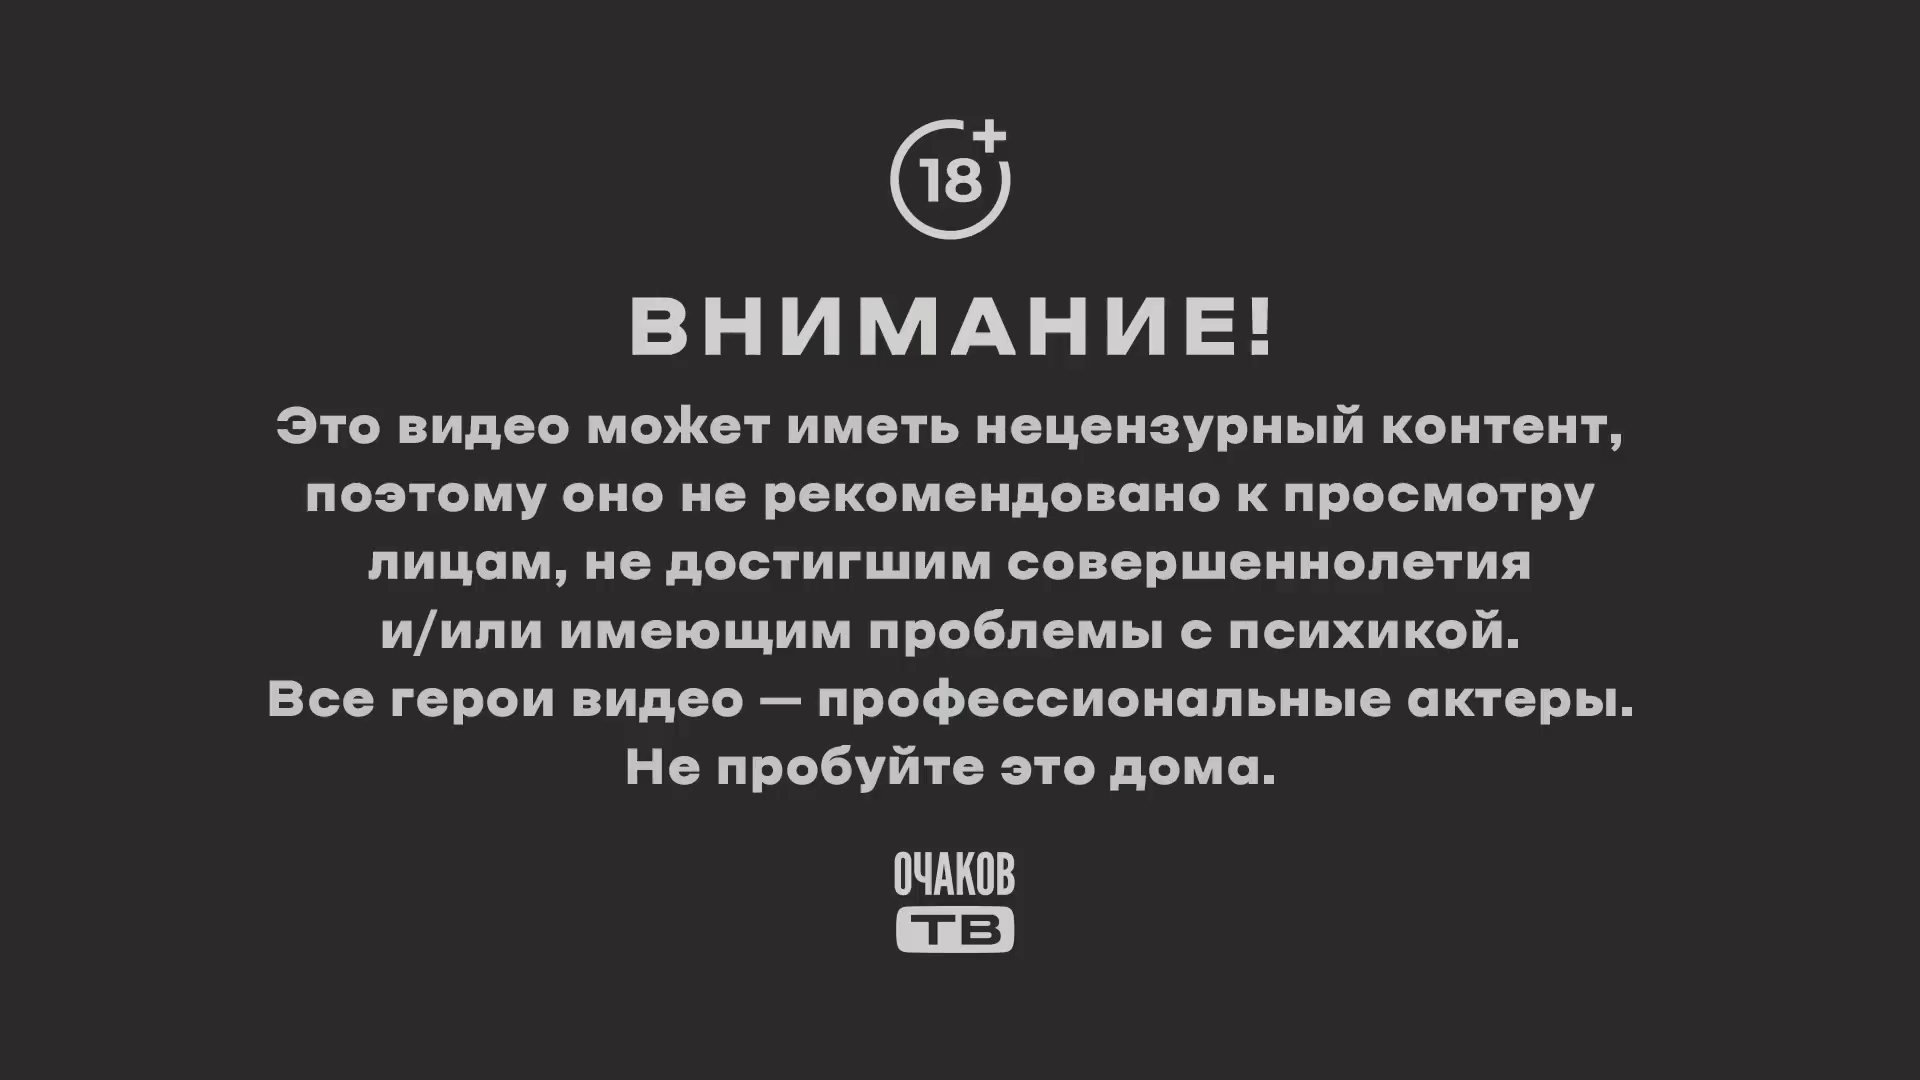 18+
ВНИМАНИЕ!
Это видео может иметь нецензурный контент,
поэтому оно не рекомендовано к просмотру
лицам, не достигшим совершеннолетия
и/или имеющим проблемы с психикой.
Все герои видео — профессиональные актеры.
Не пробуйте это дома.
ОЧАКОВ
ТВ